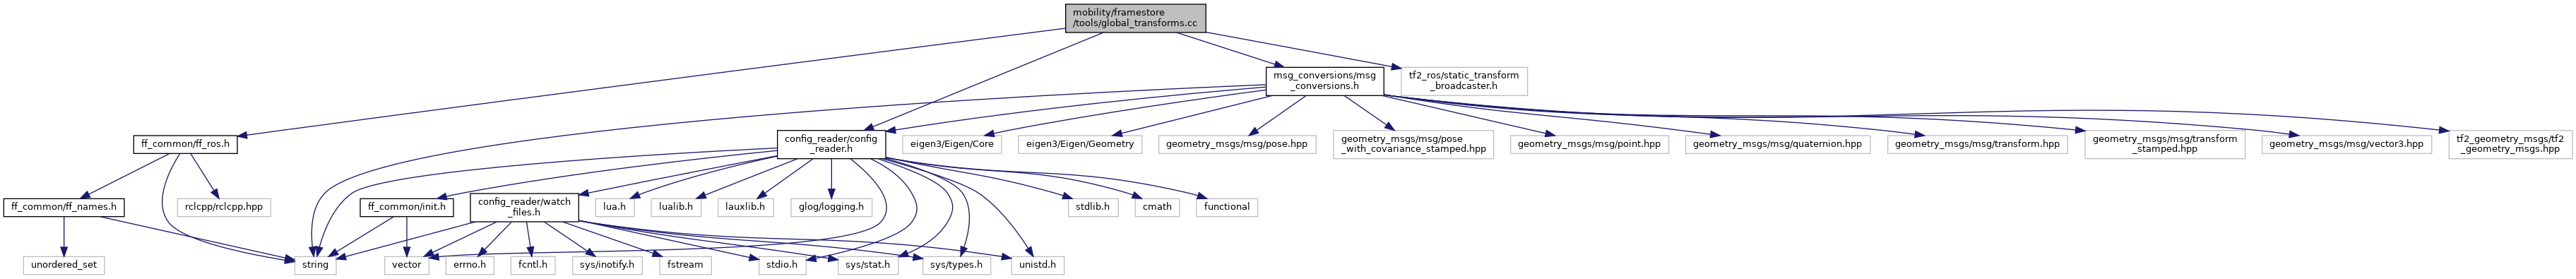 mobility/framestore
/tools/global_transforms.cc
msg_conversions/msg
_conversions.h
tf2_ros/static_transform
_broadcaster.h
ff_common/ff_ros.h
config_reader/config
_reader.h
eigen3/Eigen/Core
eigen3/Eigen/Geometry
geometry_msgs/msg/pose.hpp
geometry_msgs/msg/pose
_with_covariance_stamped.hpp
geometry_msgs/msg/point.hpp
geometry_msgs/msg/quaternion.hpp
geometry_msgs/msg/transform.hpp
geometry_msgs/msg/transform
_stamped.hpp
geometry_msgs/msg/vector3.hpp
tf2_geometry_msgs/tf2
_geometry_msgs.hpp
ff_common/ff_names.h
rclcpp/rclcpp.hpp
ff_common/init.h
config_reader/watch
_files.h
lua.h
lualib.h
lauxlib.h
glog/logging.h
stdlib.h
cmath
functional
unordered_set
string
vector
errno.h
fcntl.h
sys/inotify.h
fstream
stdio.h
sys/stat.h
sys/types.h
unistd.h